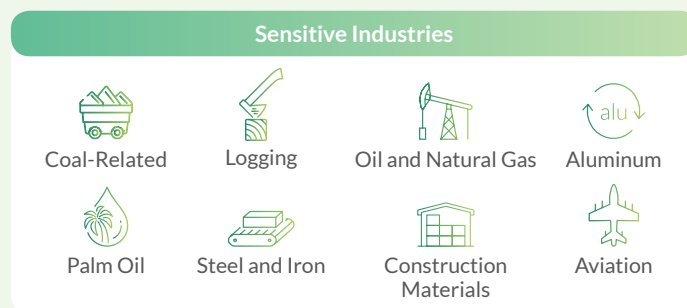 Sensitive Industries
alu
Coal-Related
Logging
Oil and Natural Gas
Aluminum
Palm Oil
Steel and Iron
Construction
Materials
Aviation